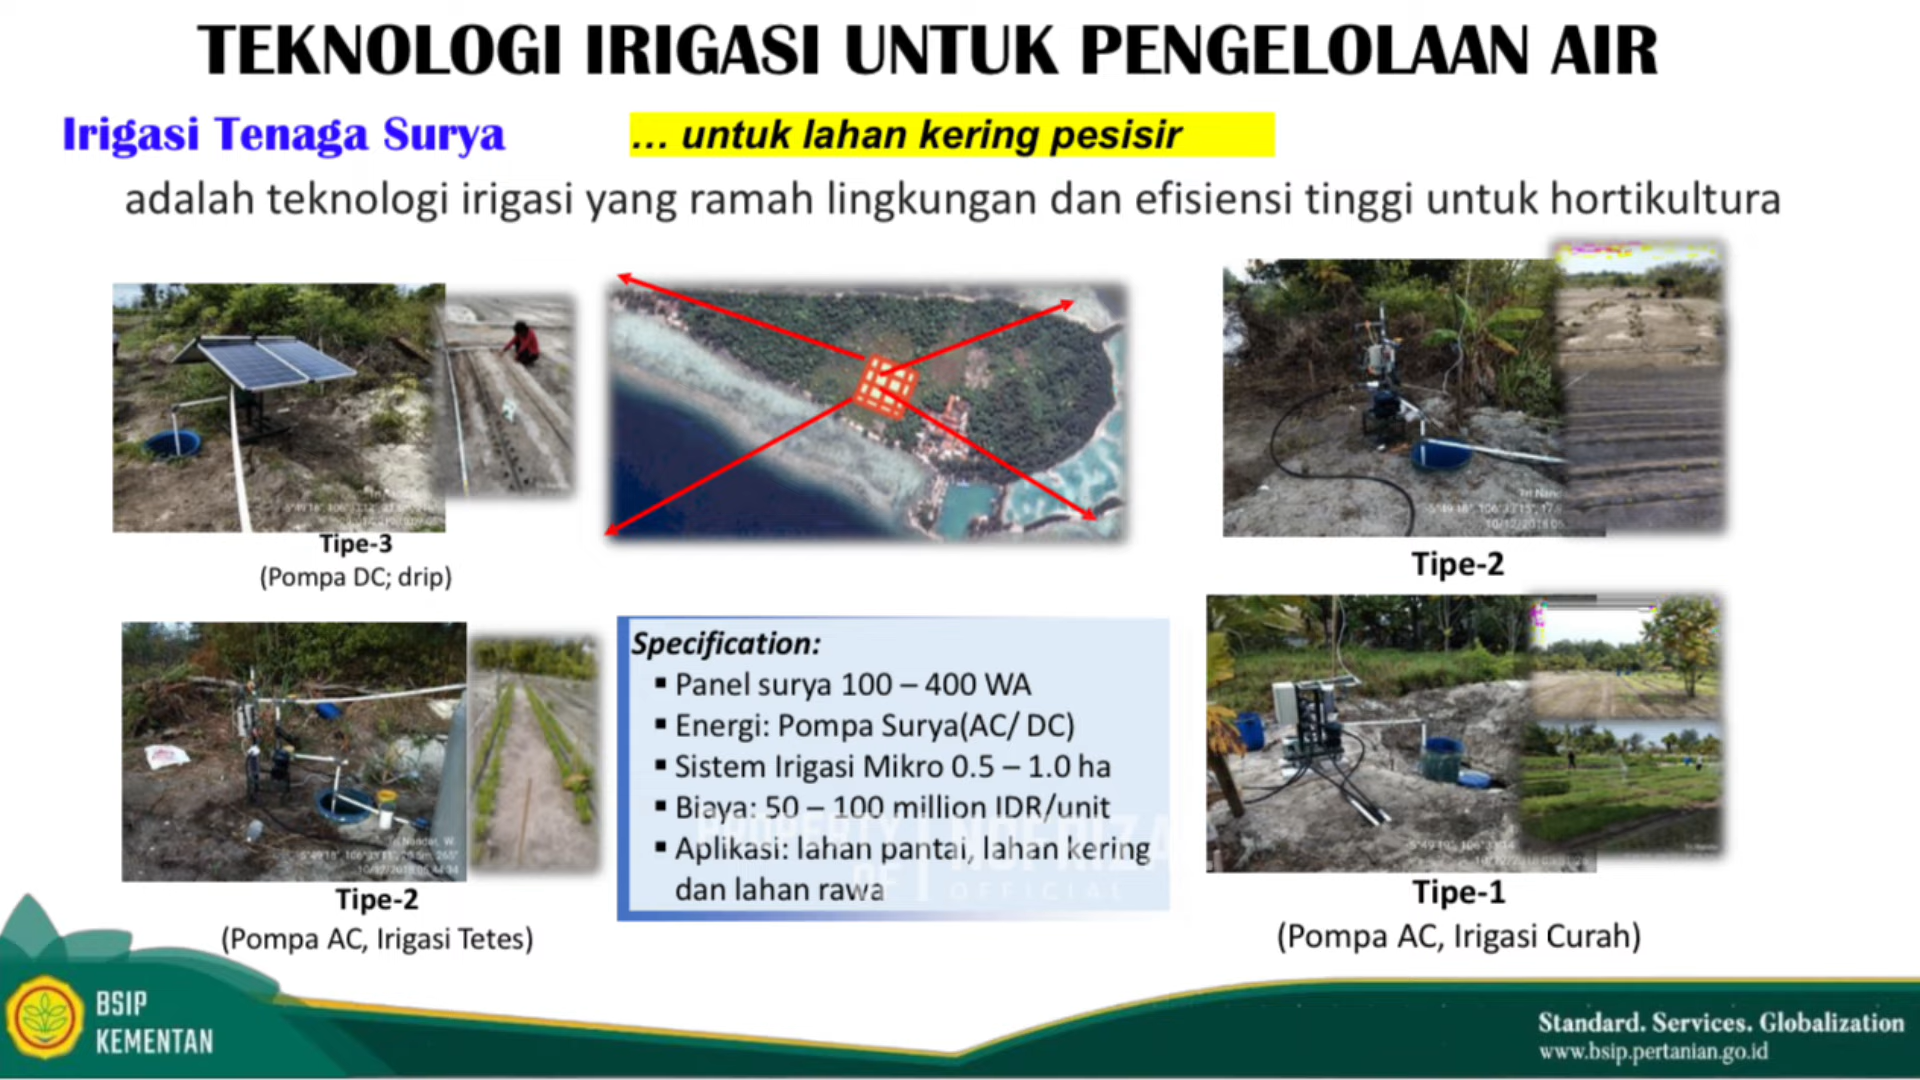 TEKNOLOGI IRIGASI UNTUK PENGELOLAAN AIR
Irigasi Tenaga Surya
... untuk lahan kering pesisir
adalah teknologi irigasi yang ramah lingkungan dan efisiensi tinggi untuk hortikultura
Tipe-3
(Pompa DC; drip)
Tipe-2
Tipe-2
(Pompa AC, Irigasi Tetes)
Specification:
▪ Panel surya 100 – 400 WA
▪ Energi: Pompa Surya(AC/ DC)
▪ Sistem Irigasi Mikro 0.5 – 1.0 ha
▪ Biaya: 50 – 100 million IDR/unit
▪ Aplikasi: lahan pantai, lahan kering
dan lahan rawa
PROPERTY
OF
OFFICIAL
Tipe-1
(Pompa AC, Irigasi Curah)
BSIP
KEMENTAN
Standard. Services. Globalization
www.bsip.pertanian.go.id